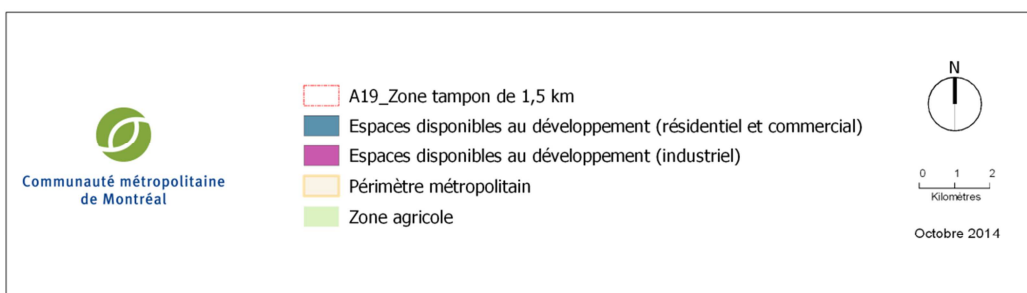 Communauté métropolitaine
de Montréal
A19_Zone tampon de 1,5 km
Espaces disponibles au développement (résidentiel et commercial)
Espaces disponibles au développement (industriel)
Périmètre métropolitain
Zone agricole
N
0 1 2
Kilomètres
Octobre 2014